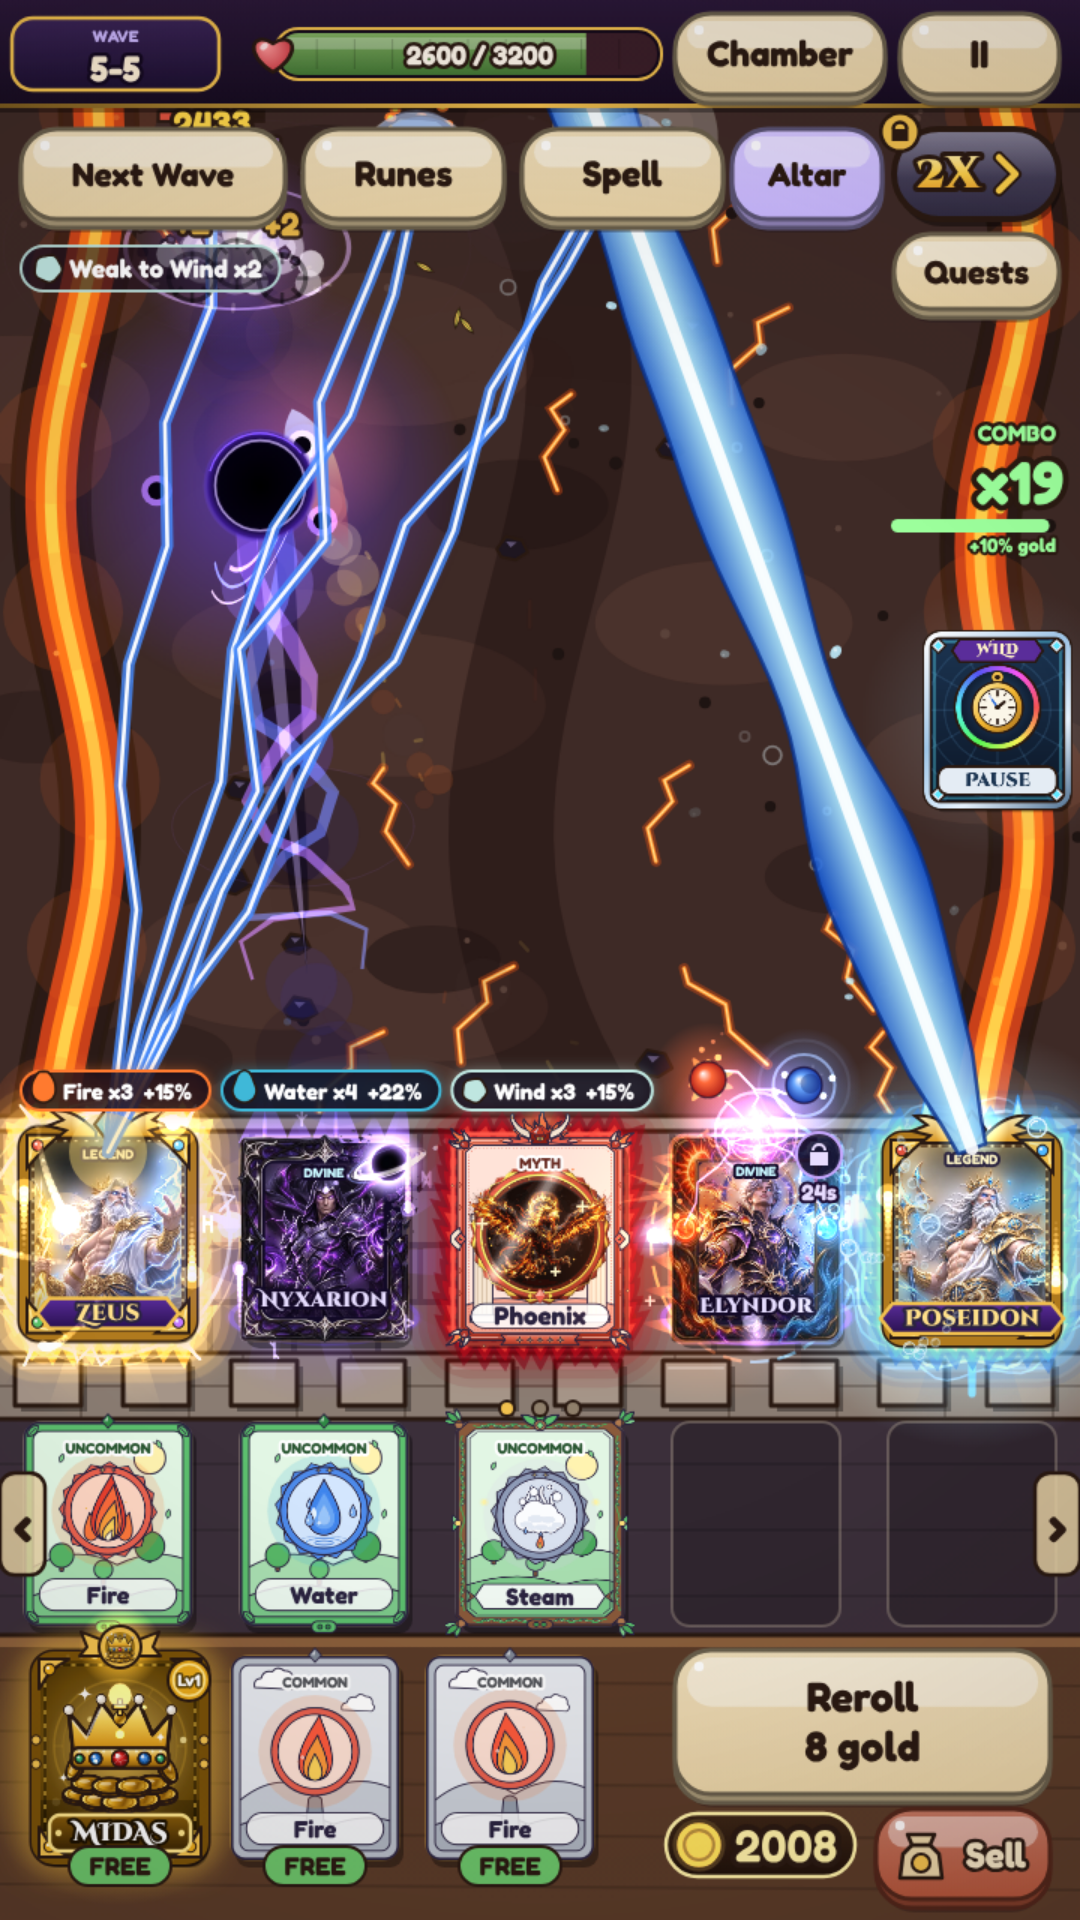 WAVE
5-5
2600 / 3200
Chamber
II
2433
Next Wave
Runes
Spell
Altar
2X
+2
Weak to Wind x2
Quests
COMBO
x19
+10% gold
WILD
PAUSE
Fire x3 +15%
Water x4 +22%
Wind x3 +15%
LEGEND
ZEUS
DIVINE
NYXARION
MYTH
Phoenix
DIVINE
24s
ELYNDOR
LEGEND
POSEIDON
UNCOMMON
Fire
UNCOMMON
Water
UNCOMMON
Steam
Lv1
MIDAS
FREE
COMMON
Fire
FREE
COMMON
Fire
FREE
Reroll
8 gold
2008
Sell